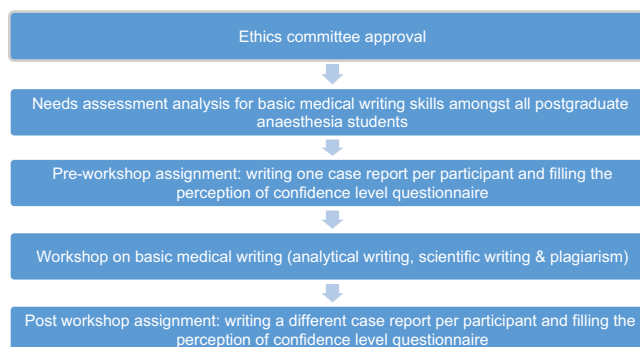 Ethics committee approval
Needs assessment analysis for basic medical writing skills amongst all postgraduate
anaesthesia students
Pre-workshop assignment: writing one case report per participant and filling the
perception of confidence level questionnaire
Workshop on basic medical writing (analytical writing, scientific writing & plagiarism)
Post workshop assignment: writing a different case report per participant and filling the
perception of confidence level questionnaire